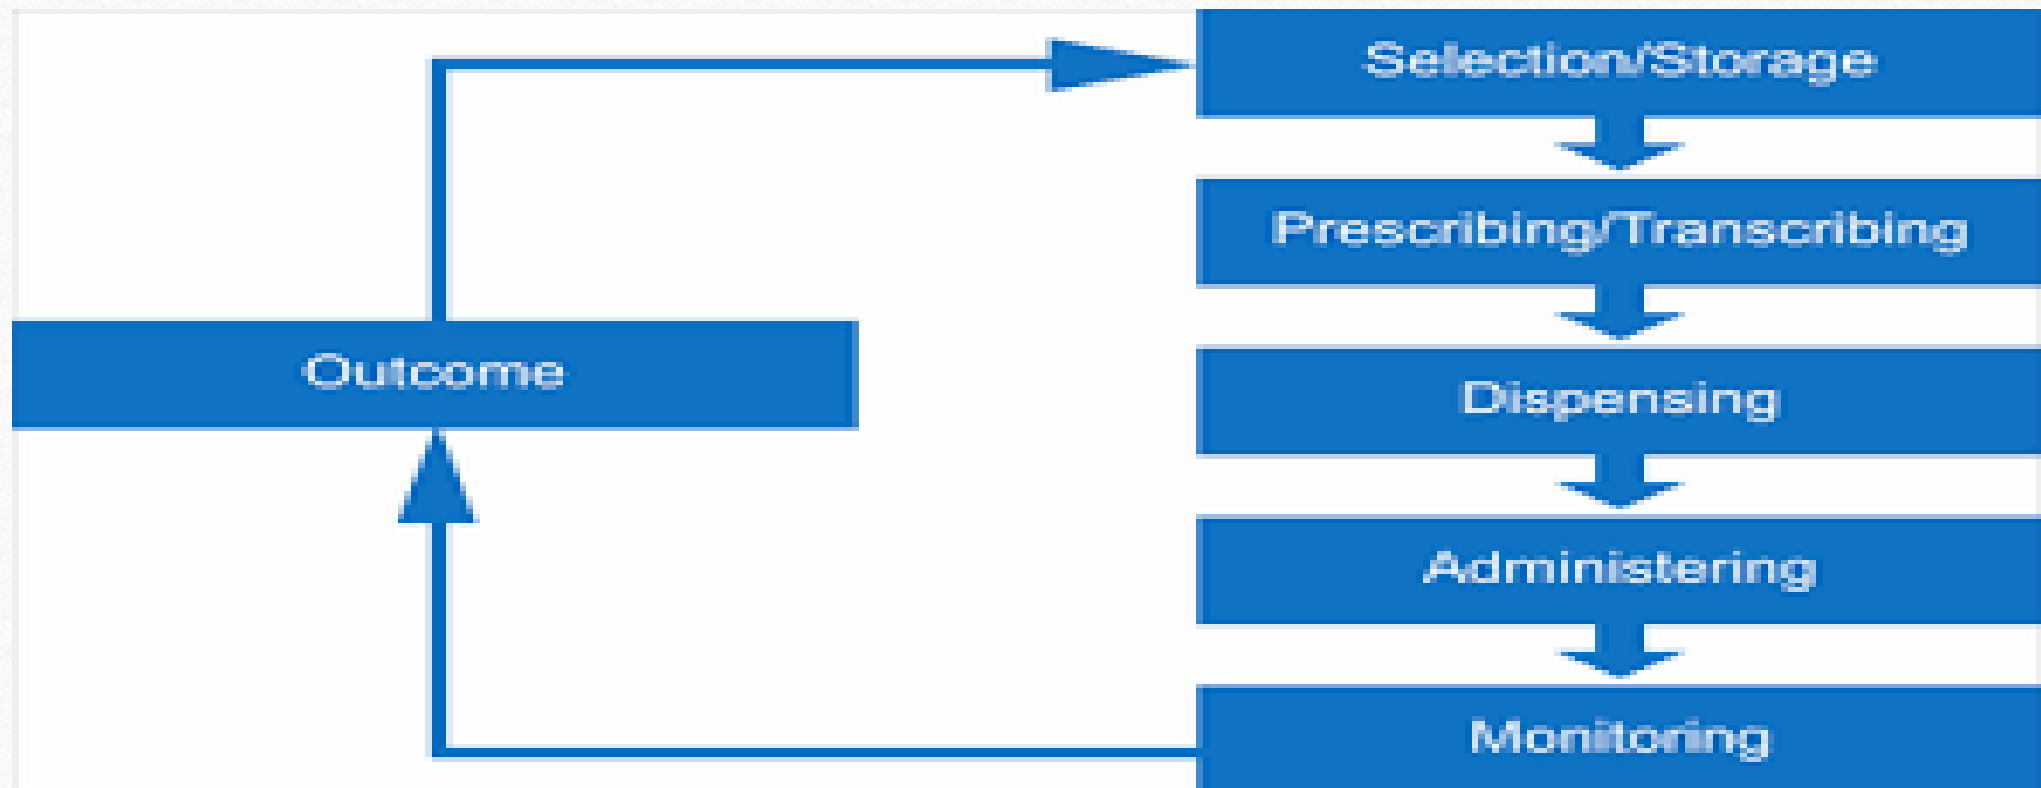 Selection/Storage
Prescribing/Transcribing
Outcome
Dispensing
Administering
Monitoring